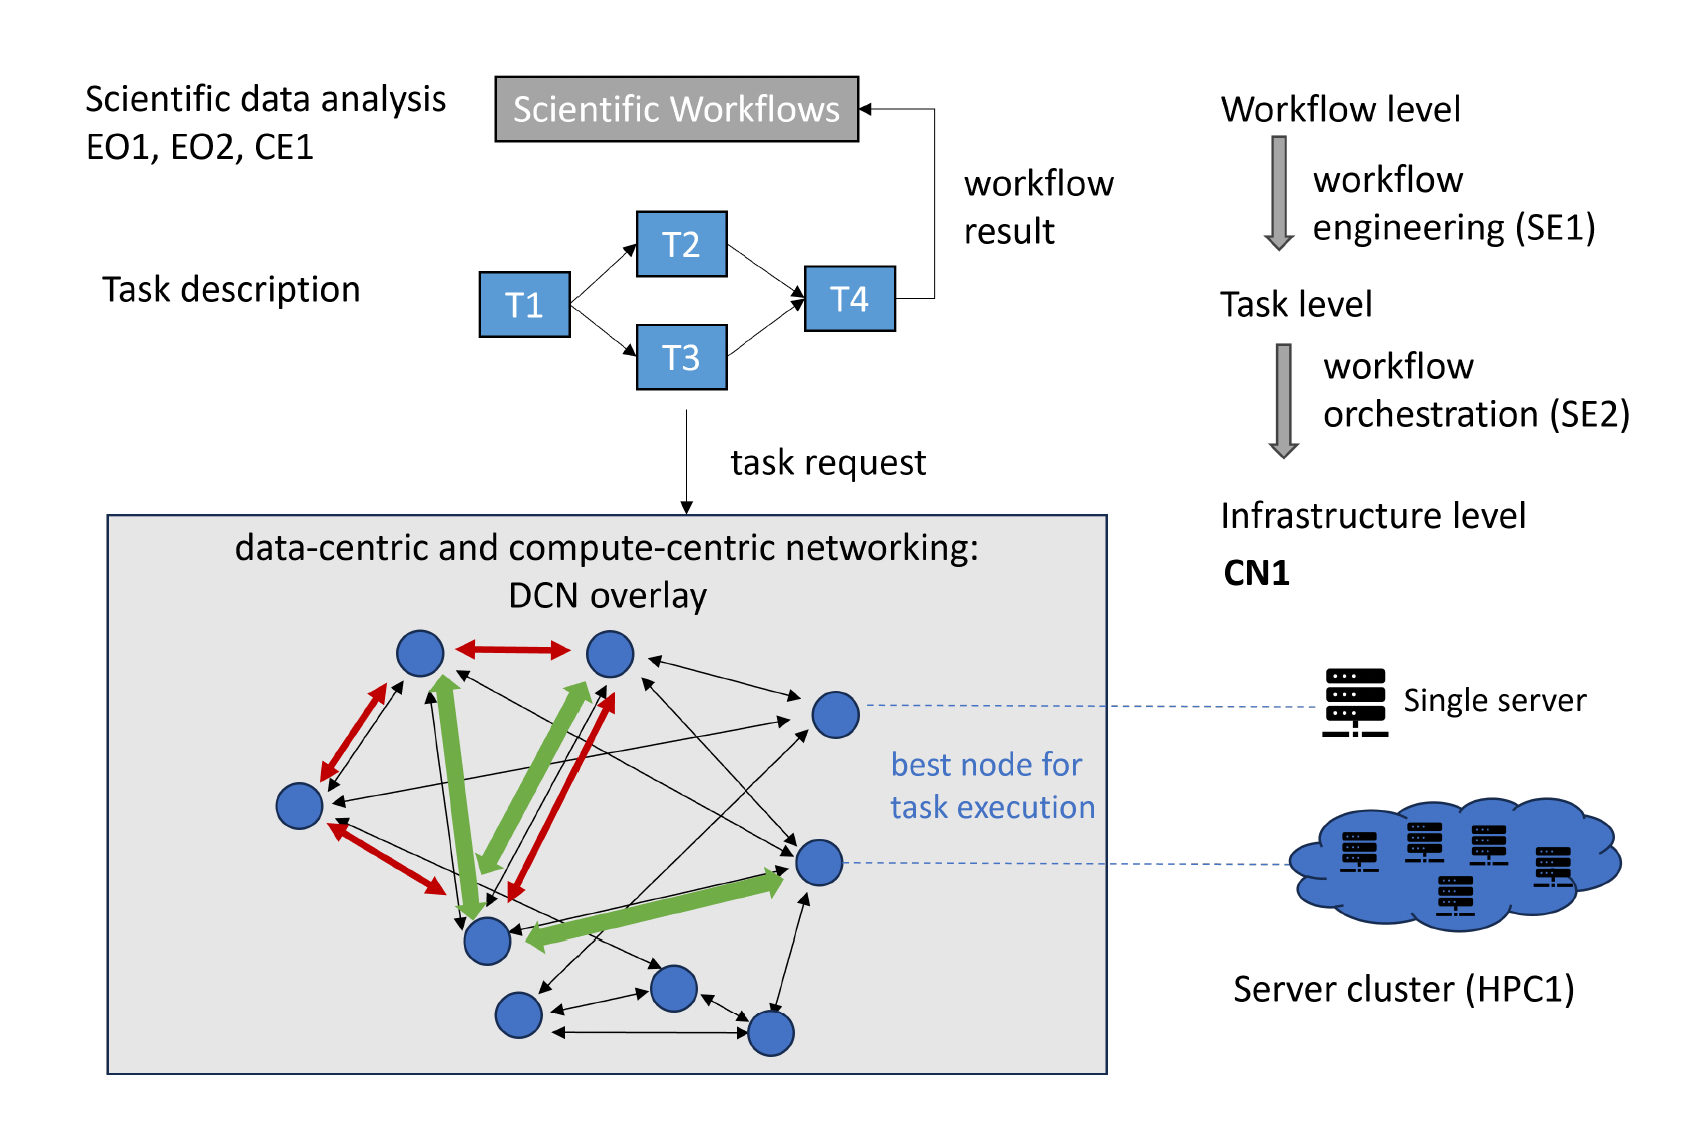 Scientific data analysis
EO1, EO2, CE1
Scientific Workflows
workflow
result
Task description
T1
T2
T3
T4
task request
data-centric and compute-centric networking:
DCN overlay
best node for
task execution
Workflow level
workflow
engineering (SE1)
Task level
workflow
orchestration (SE2)
Infrastructure level
CN1
Single server
Server cluster (HPC1)